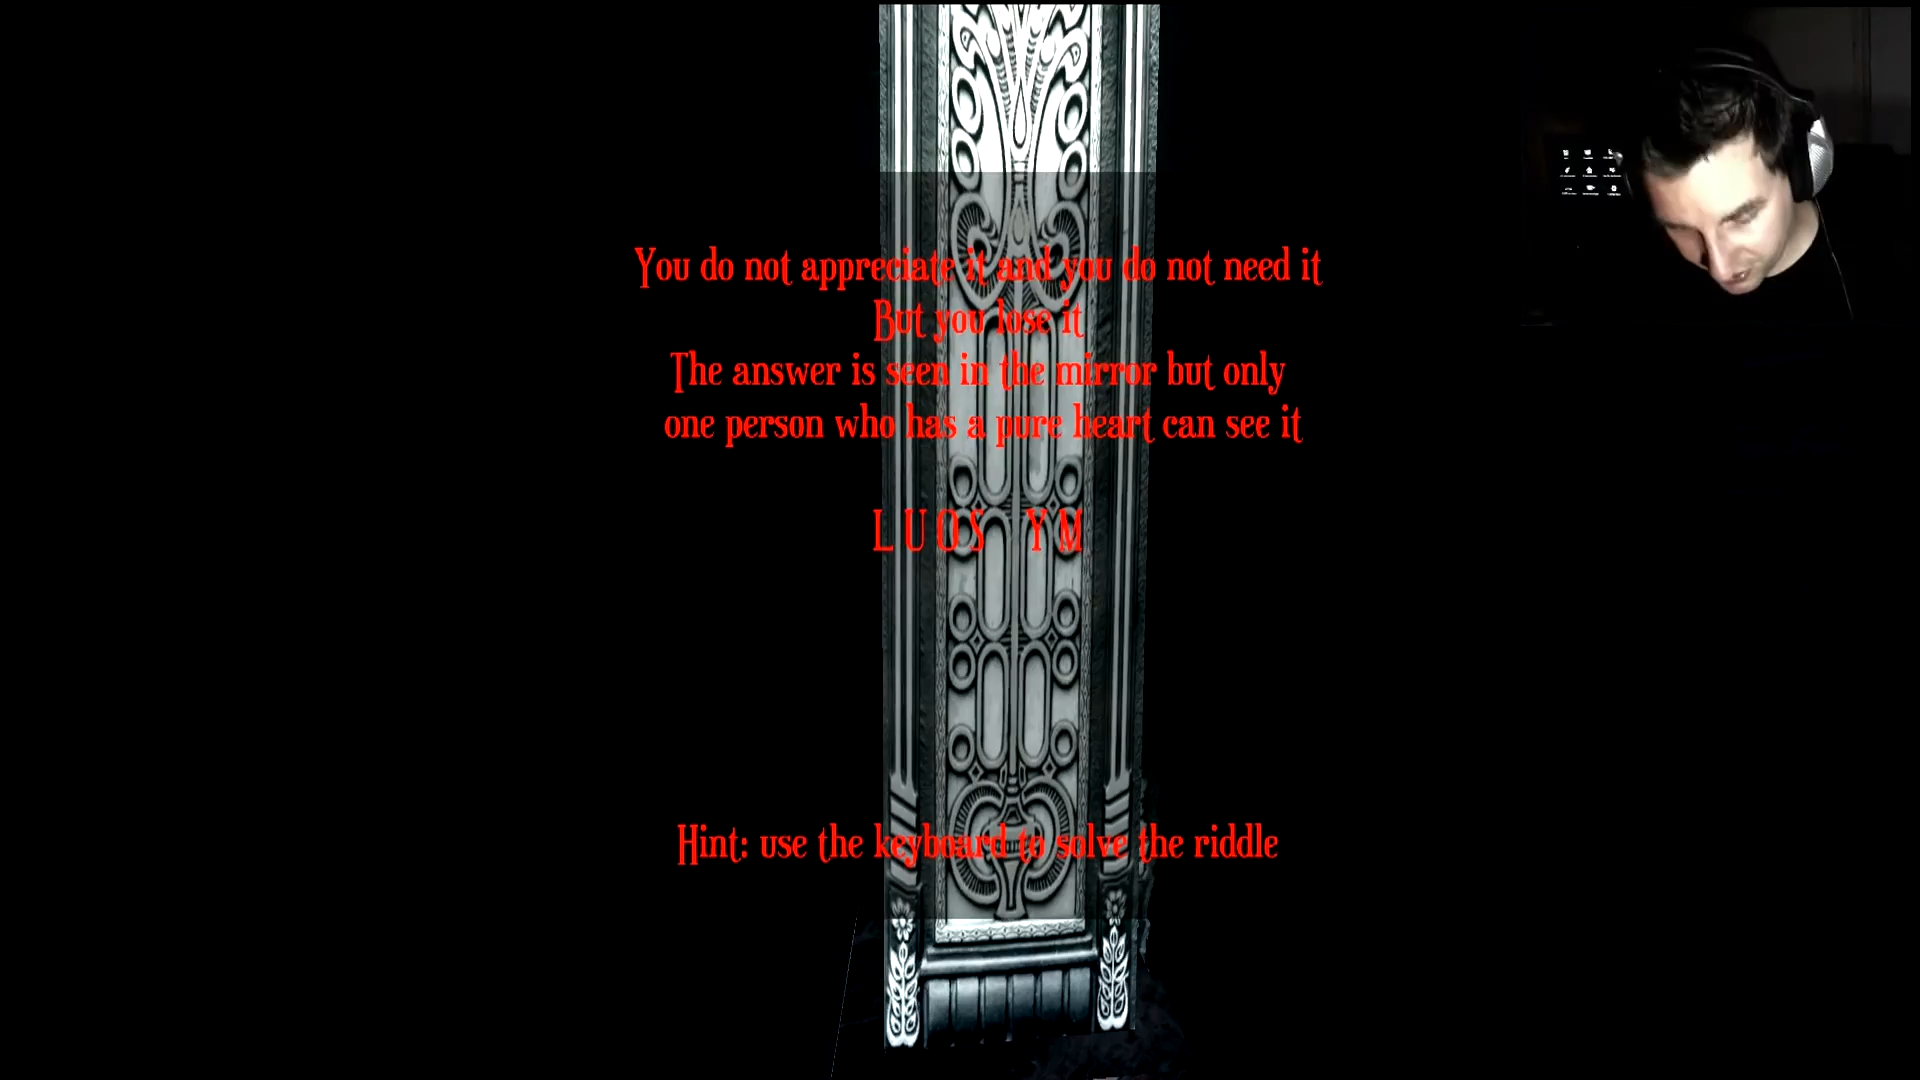 You do not appreciate it and you do not need it
But you lose it
The answer is seen in the mirror but only
one person who has a pure heart can see it
LUOS YM
Hint: use the keyboard to solve the riddle